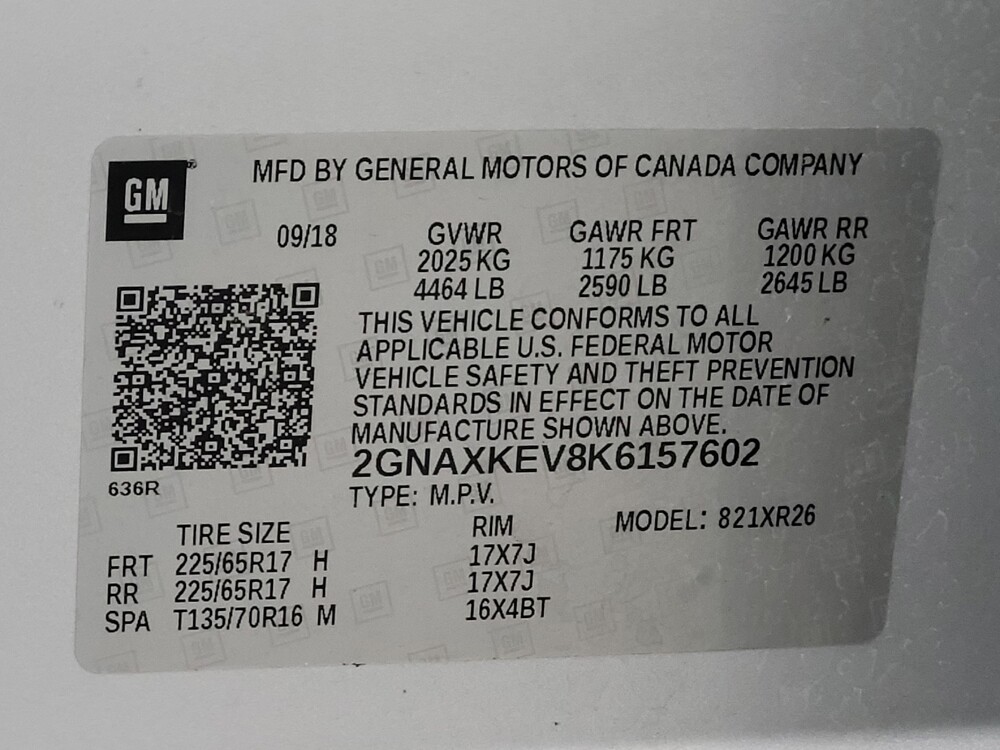 GM®
MFD BY GENERAL MOTORS OF CANADA COMPANY
09/18 GVWR GAWR FRT GAWR RR
2025 KG 1175 KG 1200 KG
4464 LB 2590 LB 2645 LB
THIS VEHICLE CONFORMS TO ALL
APPLICABLE U.S. FEDERAL MOTOR
VEHICLE SAFETY AND THEFT PREVENTION
STANDARDS IN EFFECT ON THE DATE OF
MANUFACTURE SHOWN ABOVE.
2GNAXKEV8K6157602
636R
TYPE: M.P.V.
TIRE SIZE RIM MODEL: 821XR26
FRT 225/65R17 H 17X7J
RR 225/65R17 H 17X7J
SPA T135/70R16 M 16X4BT